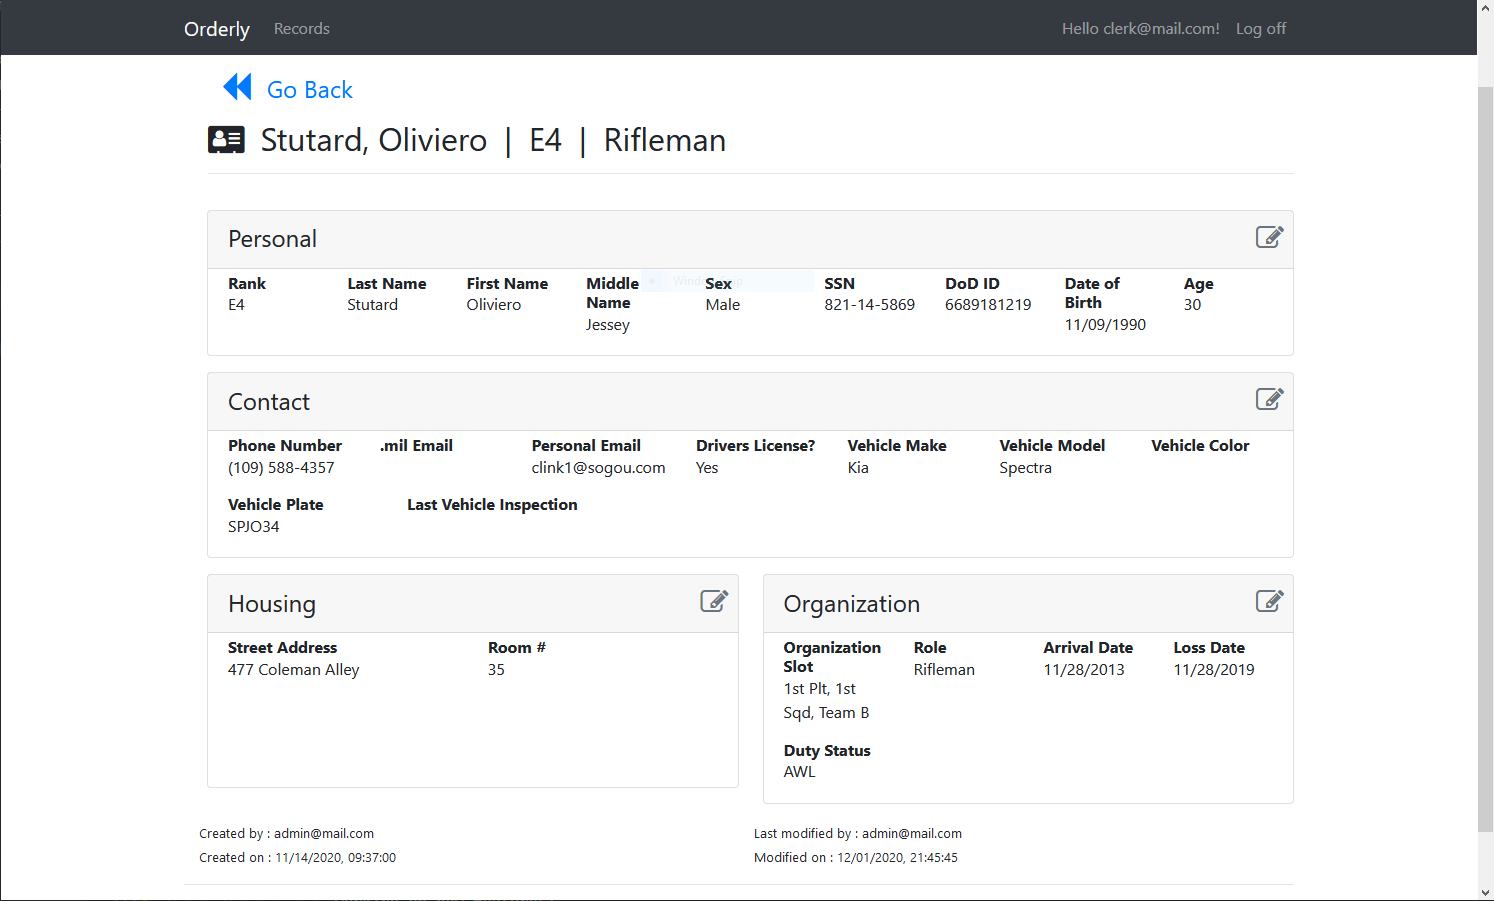 Orderly Records Hello clerk@mail.com! Log off
Go Back
Stutard, Oliviero | E4 | Rifleman
Personal
Rank Last Name First Name Middle Name Sex SSN DoD ID Date of Birth Age
E4 Stutard Oliviero Jessey Male 821-14-5869 6689181219 11/09/1990 30
Contact
Phone Number .mil Email Personal Email Drivers License? Vehicle Make Vehicle Model Vehicle Color
(109) 588-4357 clink1@sogou.com Yes Kia Spectra
Vehicle Plate Last Vehicle Inspection
SPJO34
Housing
Street Address Room #
477 Coleman Alley 35
Organization
Organization Slot Role Arrival Date Loss Date
1st Plt, 1st Sqd, Team B Rifleman 11/28/2013 11/28/2019
Duty Status
AWL
Created by : admin@mail.com Last modified by : admin@mail.com
Created on : 11/14/2020, 09:37:00 Modified on : 12/01/2020, 21:45:45